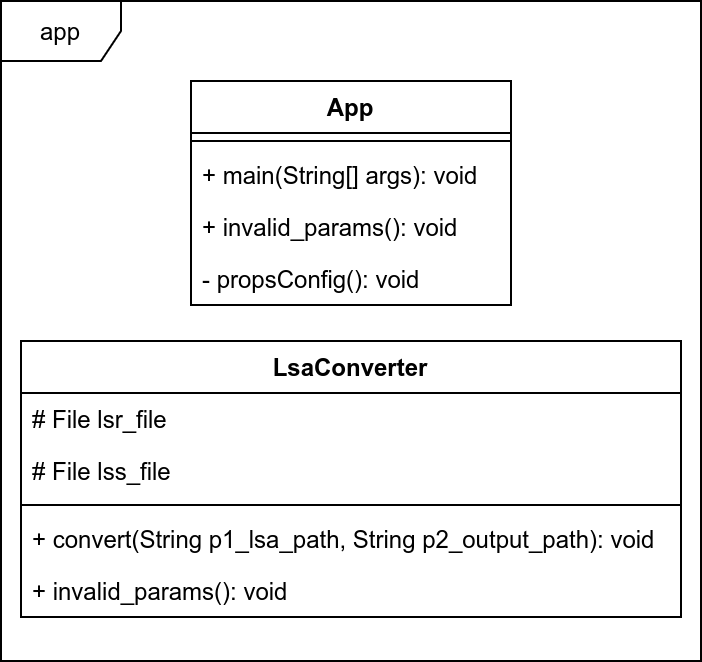 app
App
+ main(String[] args): void
+ invalid_params(): void
- propsConfig(): void
LsaConverter
# File lsr_file
# File lss_file
+ convert(String p1_lsa_path, String p2_output_path): void
+ invalid_params(): void